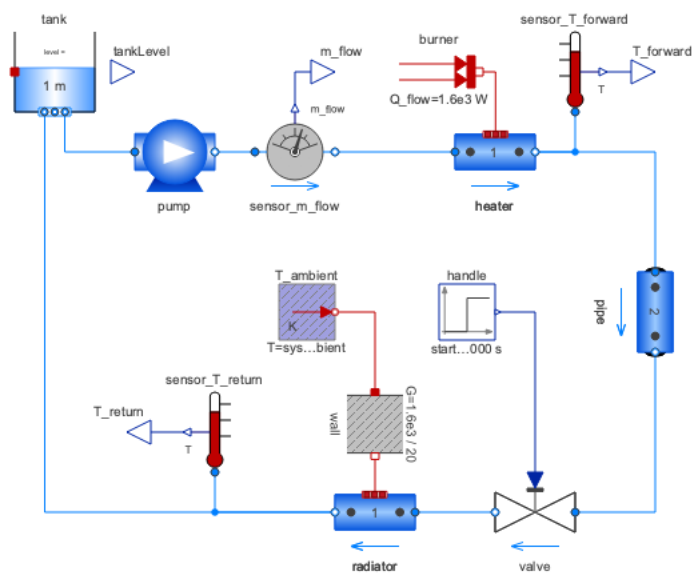 tank
level =
1 m
tankLevel
m_flow
m_flow
burner
Q_flow=1.6e3 W
sensor_T_forward
T_forward
T
pump
sensor_m_flow
1
heater
T_ambient
K
T=sys...bient
handle
start...000 s
pipe
2
sensor_T_return
T_return
T
wall
G=1.6e3 / 20
1
radiator
valve